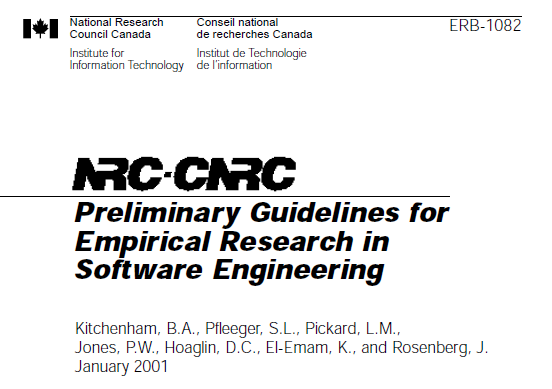 National Research
Council Canada
Conseil national
de recherches Canada
ERB-1082
Institute for
Information Technology
Institut de Technologie
de l'information
NRC·CNRC
Preliminary Guidelines for
Empirical Research in
Software Engineering
Kitchenham, B.A., Pfleeger, S.L., Pickard, L.M.,
Jones, P.W., Hoaglin, D.C., El-Emam, K., and Rosenberg, J.
January 2001